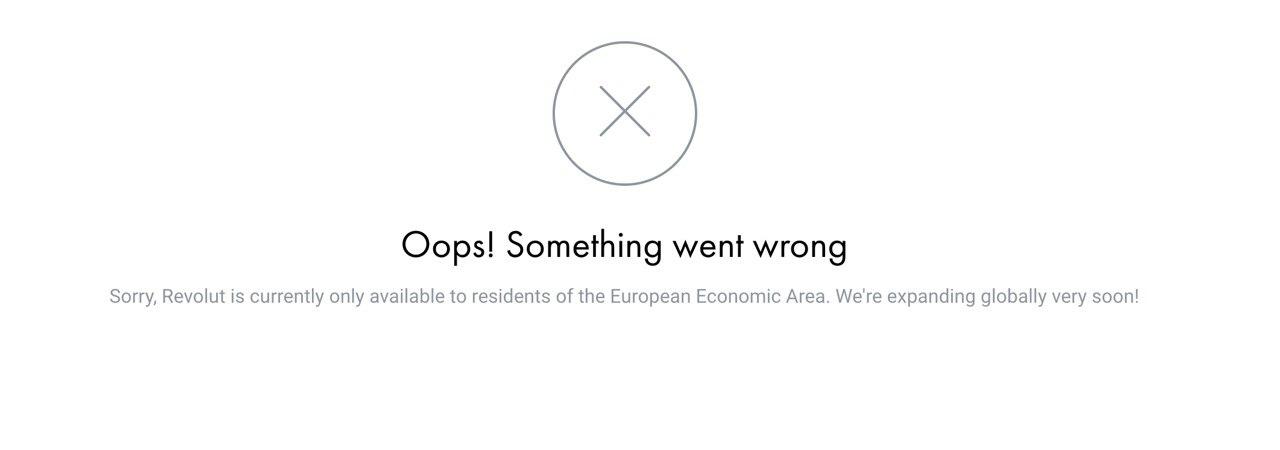 Oops! Something went wrong
Sorry, Revolut is currently only available to residents of the European Economic Area. We're expanding globally very soon!